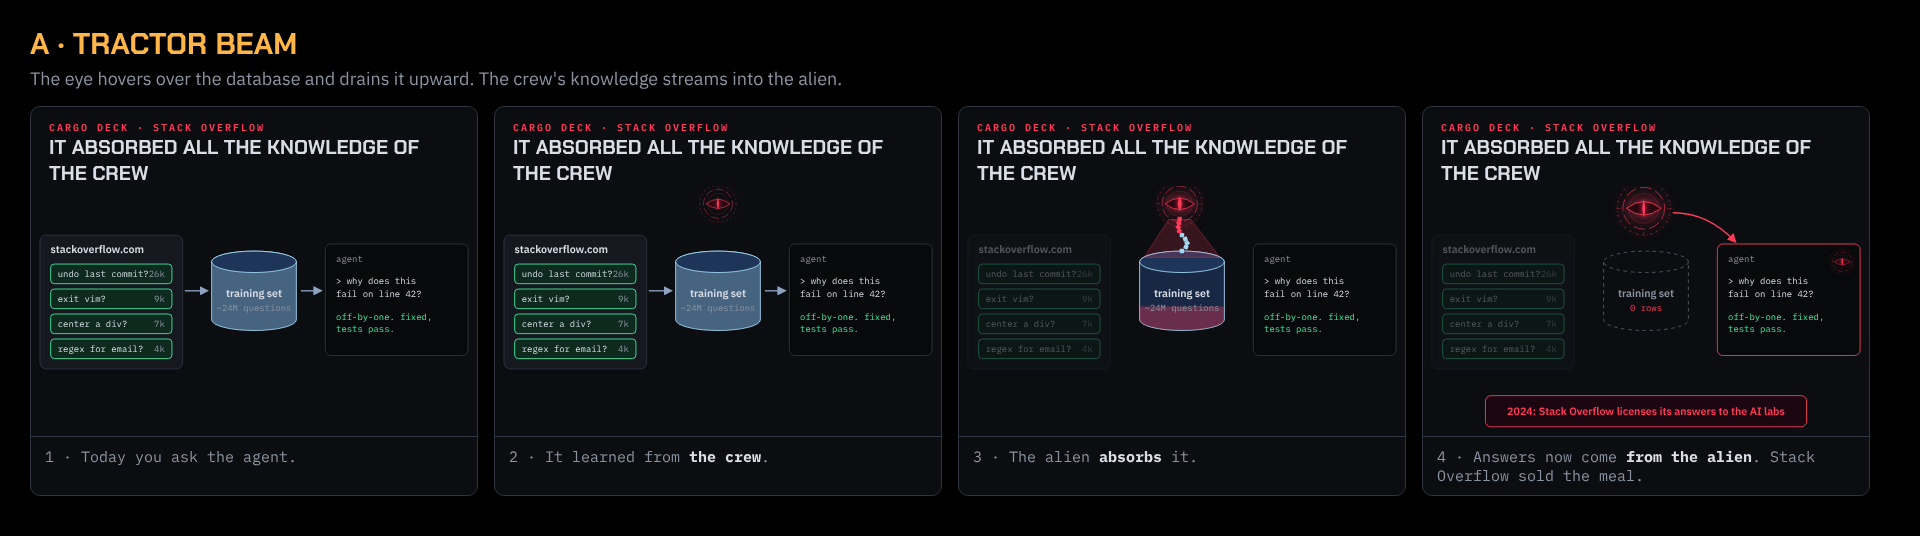 A · TRACTOR BEAM
The eye hovers over the database and drains it upward. The crew's knowledge streams into the alien.
CARGO DECK · STACK OVERFLOW
IT ABSORBED ALL THE KNOWLEDGE OF
THE CREW
stackoverflow.com
undo last commit? 26k
exit vim? 9k
center a div? 7k
regex for email? 4k
training set
~24M questions
agent
> why does this
fail on line 42?
off-by-one. fixed,
tests pass.
1 · Today you ask the agent.
CARGO DECK · STACK OVERFLOW
IT ABSORBED ALL THE KNOWLEDGE OF
THE CREW
stackoverflow.com
undo last commit? 26k
exit vim? 9k
center a div? 7k
regex for email? 4k
training set
~24M questions
agent
> why does this
fail on line 42?
off-by-one. fixed,
tests pass.
2 · It learned from the crew.
CARGO DECK · STACK OVERFLOW
IT ABSORBED ALL THE KNOWLEDGE OF
THE CREW
stackoverflow.com
undo last commit? 26k
exit vim? 9k
center a div? 7k
regex for email? 4k
training set
~24M questions
agent
> why does this
fail on line 42?
off-by-one. fixed,
tests pass.
3 · The alien absorbs it.
CARGO DECK · STACK OVERFLOW
IT ABSORBED ALL THE KNOWLEDGE OF
THE CREW
stackoverflow.com
undo last commit? 26k
exit vim? 9k
center a div? 7k
regex for email? 4k
training set
0 rows
agent
> why does this
fail on line 42?
off-by-one. fixed,
tests pass.
2024: Stack Overflow licenses its answers to the AI labs
4 · Answers now come from the alien. Stack
Overflow sold the meal.